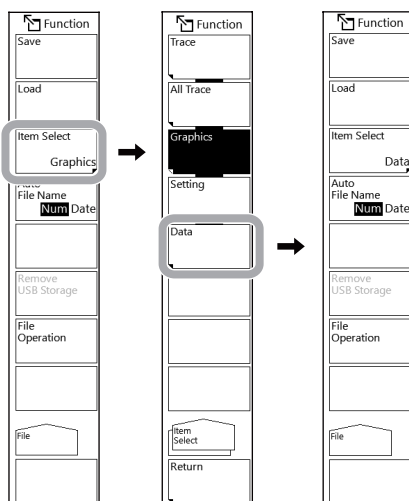 Function
Save
Load
Item Select
Graphics
Auto
File Name
Num Date
Remove
USB Storage
File
Operation
File
Function
Trace
All Trace
Graphics
Setting
Data
Item
Select
Return
Function
Save
Load
Item Select
Data
Auto
File Name
Num Date
Remove
USB Storage
File
Operation
File